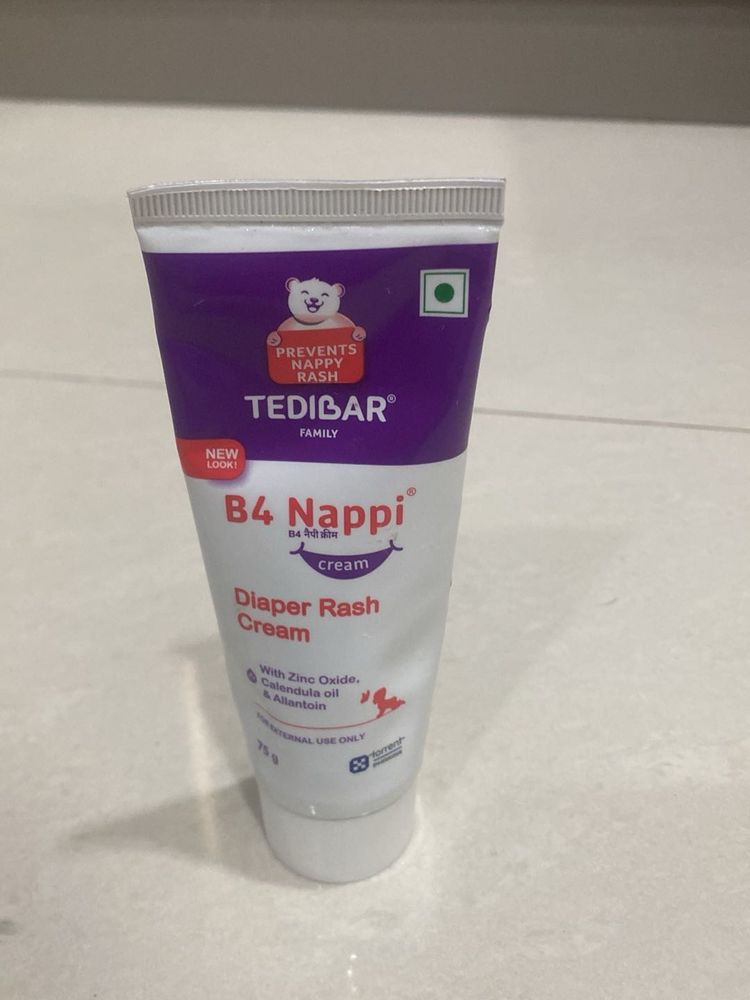 PREVENTS
NAPPY
RASH
TEDIBAR®
FAMILY
NEW
LOOK!
B4 Nappi®
B4 नैपी क्रीम
cream
Diaper Rash
Cream
With Zinc Oxide,
Calendula oil
& Allantoin
FOR EXTERNAL USE ONLY
75 g
torrent
PHARMA